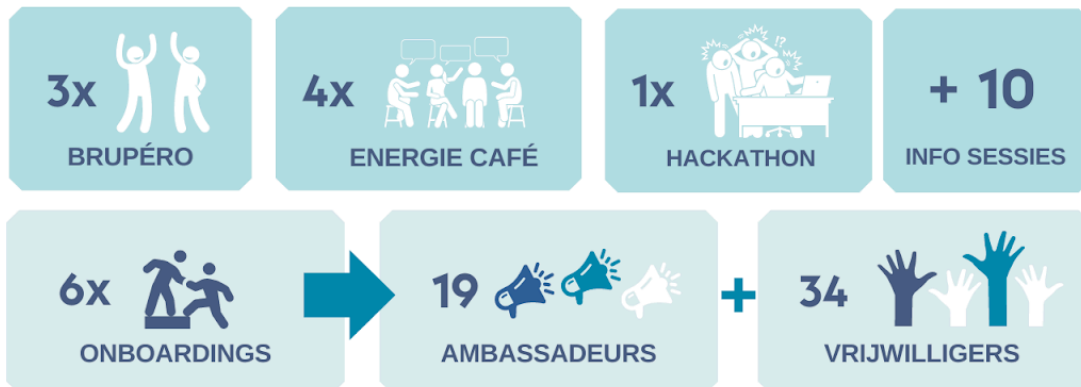 3x
BRUPÉRO
4x
ENERGIE CAFÉ
1x
!?
HACKATHON
+ 10
INFO SESSIES
6x
ONBOARDINGS
19
AMBASSADEURS
+
34
VRIJWILLIGERS